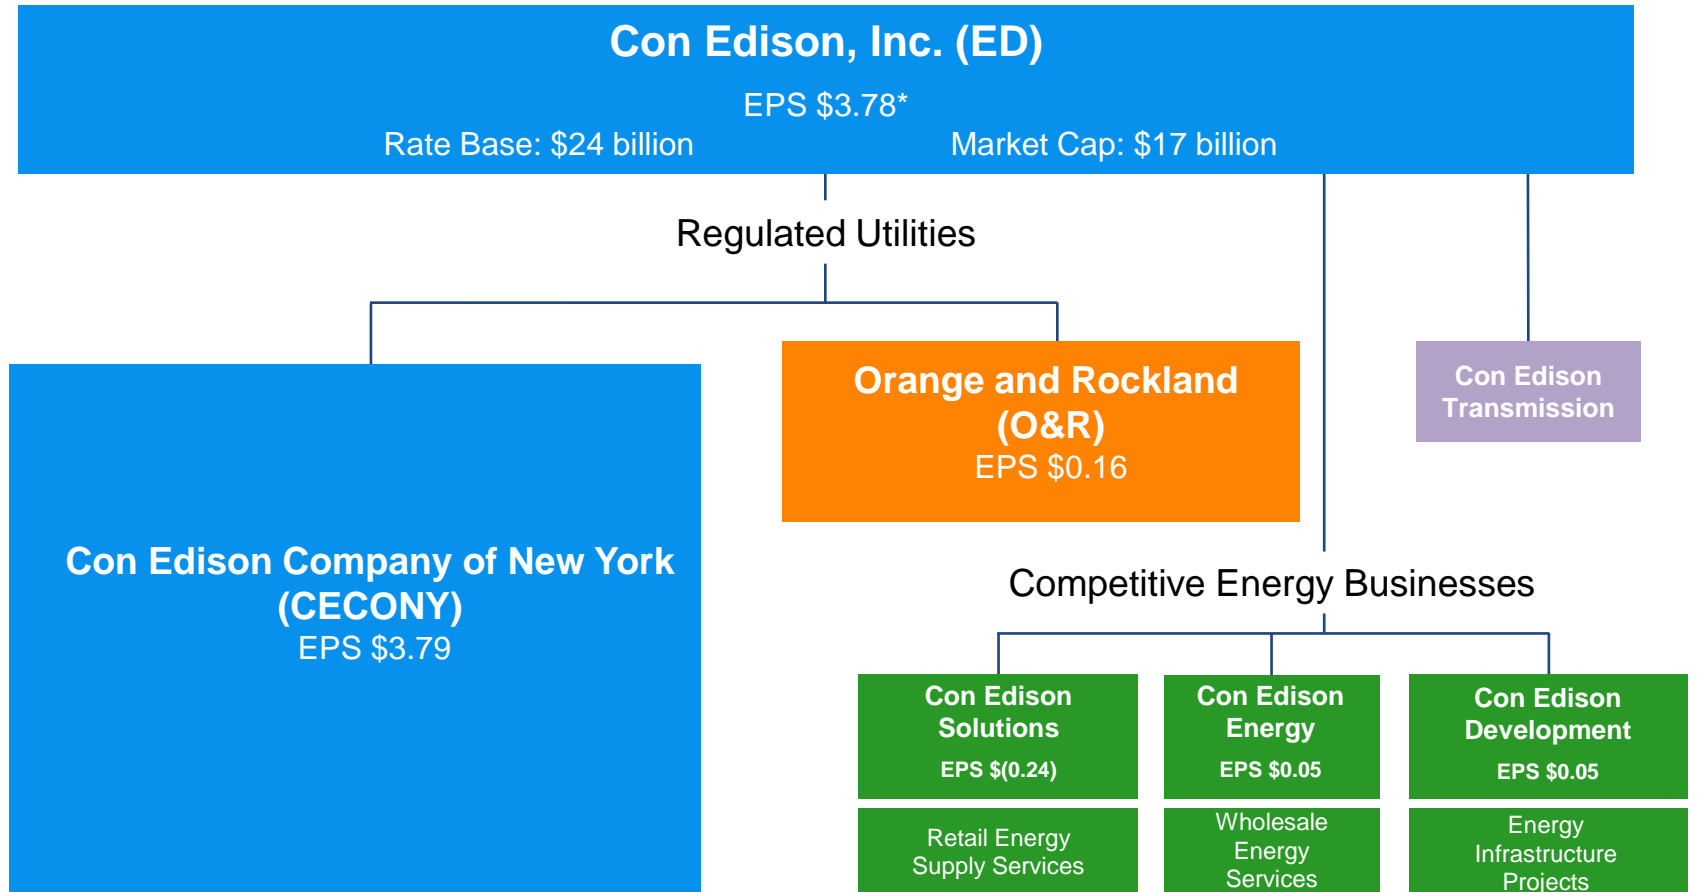 Con Edison, Inc. (ED)
EPS $3.78*
Rate Base: $24 billion
Market Cap: $17 billion
Regulated Utilities
Con Edison Company of New York
(CECONY)
EPS $3.79
Orange and Rockland
(O&R)
EPS $0.16
Con Edison
Transmission
Competitive Energy Businesses
Con Edison
Solutions
EPS $(0.24)
Retail Energy
Supply Services
Con Edison
Energy
EPS $0.05
Wholesale
Energy
Services
Con Edison
Development
EPS $0.05
Energy
Infrastructure
Projects